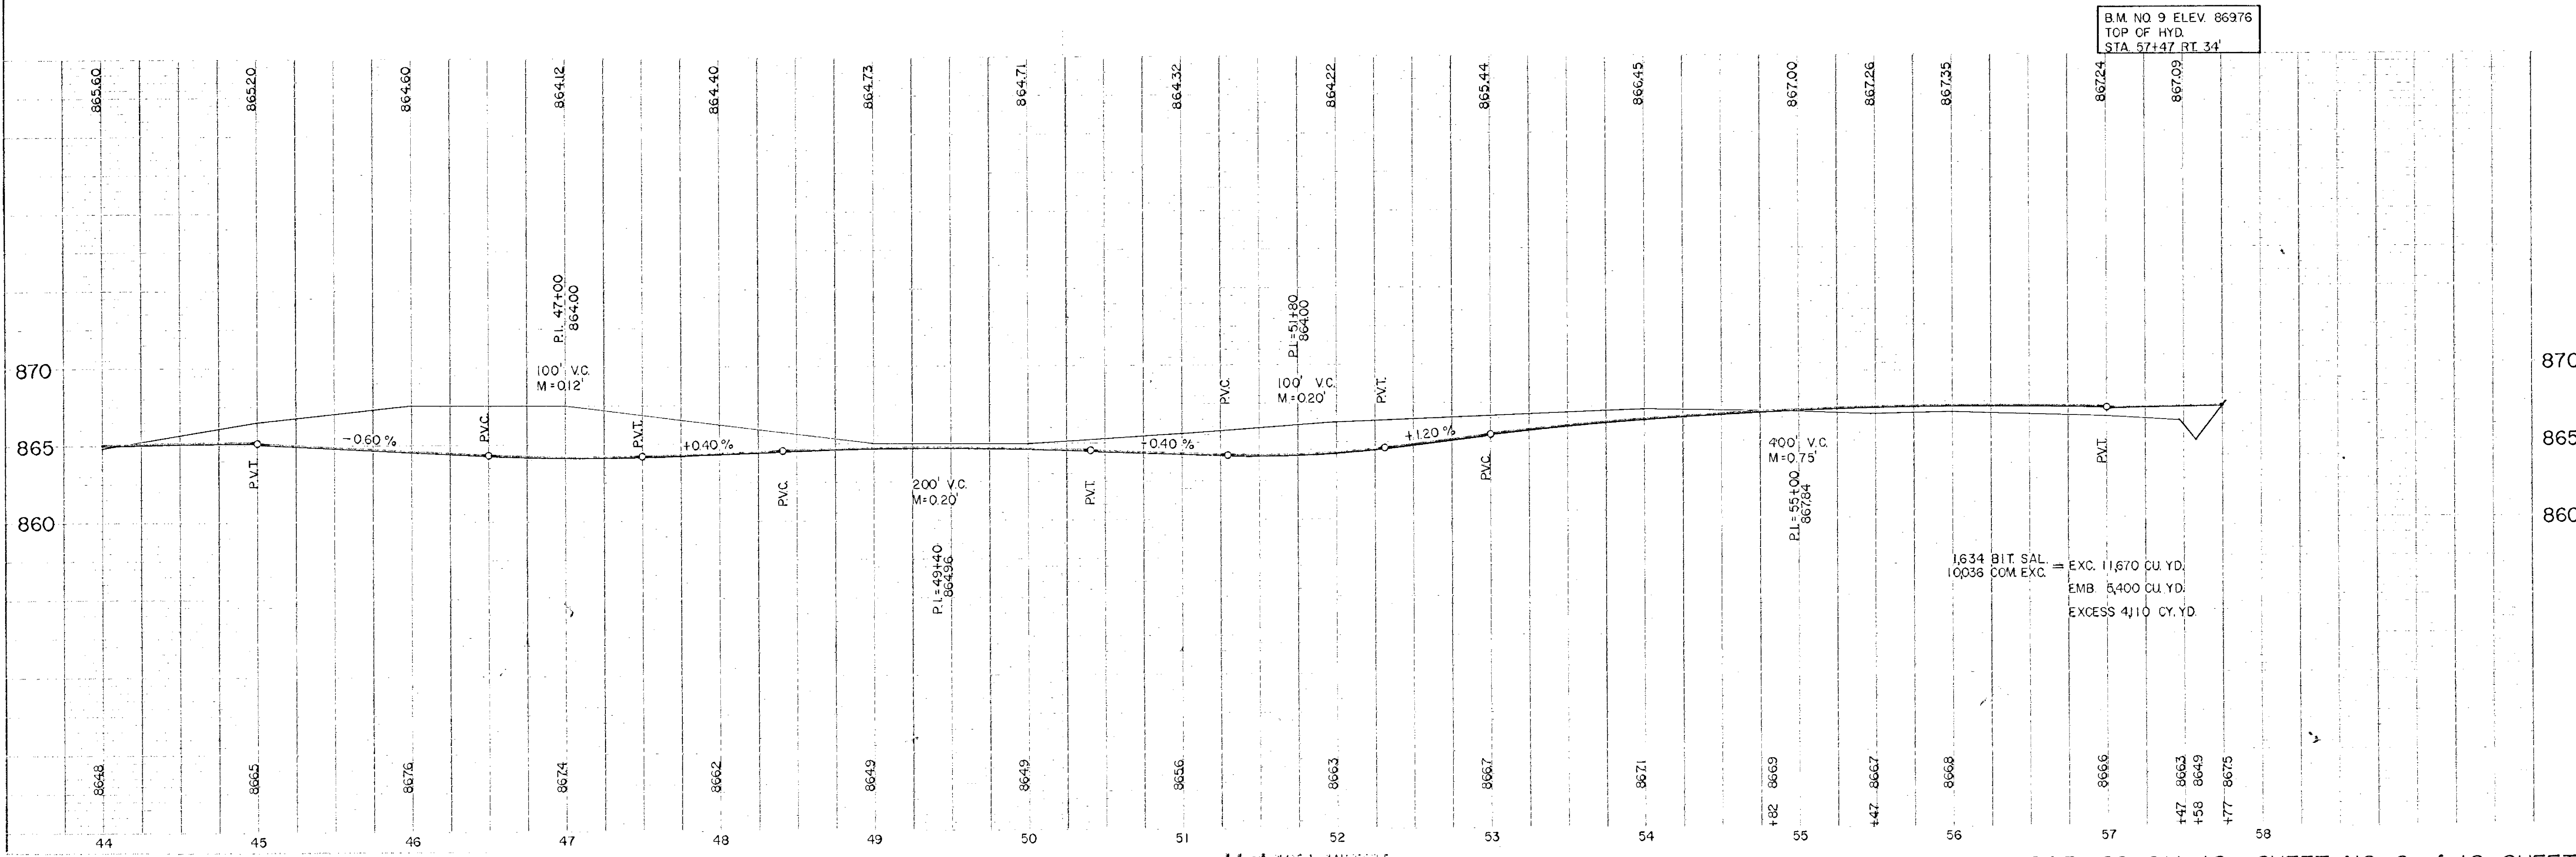 B.M. NO. 9 ELEV. 869.76
TOP OF HYD.
STA. 57+47 RT. 34'
865.60
865.20
864.60
864.12
864.40
864.73
864.71
864.32
864.22
865.44
866.45
867.00
867.26
867.35
867.24
867.09
P.I. 47+00
864.00
100' V.C.
M=0.12'
P.I.=51+80
864.00
100' V.C.
M=0.20'
870
870
P.V.C.
P.V.T.
P.V.C.
P.V.T.
-0.60 %
+0.40 %
-0.40 %
+1.20 %
865
865
P.V.T.
P.V.C.
200' V.C.
M=0.20'
P.V.T.
P.V.C.
400' V.C.
M=0.75'
P.V.T.
860
860
P.I.=49+40
864.96
P.I.=55+00
867.84
1,634 BIT. SAL.
10,036 COM. EXC. = EXC. 11,670 CU. YD.
EMB. 5,400 CU. YD.
EXCESS 4,110 CY. YD.
864.8
866.5
867.6
867.4
866.2
864.9
864.9
865.6
866.3
866.7
867.1
+82 866.9
+47 866.7
866.8
866.6
+47 866.3
+58 864.9
+77 867.5
44 45 46 47 48 49 50 51 52 53 54 55 56 57 58